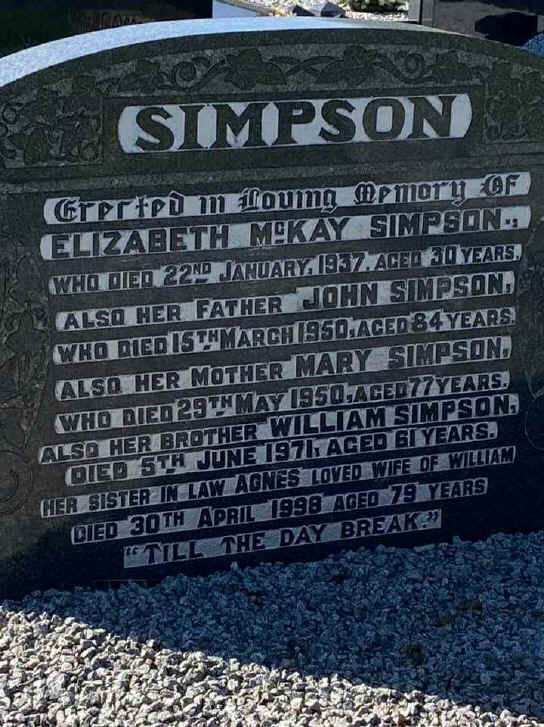 SIMPSON
Erected in Loving Memory Of
ELIZABETH McKAY SIMPSON.,
WHO DIED 22ND JANUARY, 1937. AGED 30 YEARS.
ALSO HER FATHER JOHN SIMPSON,
WHO DIED 15TH MARCH 1950, AGED 84 YEARS.
ALSO HER MOTHER MARY SIMPSON,
WHO DIED 29TH MAY 1950, AGED 77 YEARS.
ALSO HER BROTHER WILLIAM SIMPSON,
DIED 5TH JUNE 1971, AGED 61 YEARS.
HER SISTER IN LAW AGNES LOVED WIFE OF WILLIAM
DIED 30TH APRIL 1998 AGED 79 YEARS
"TILL THE DAY BREAK."